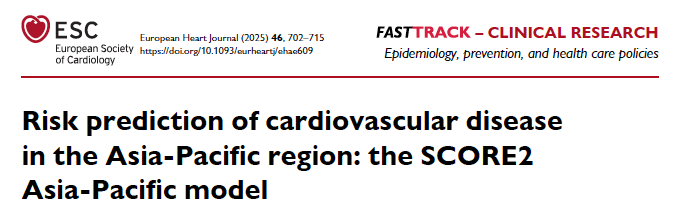 ESC
European Society
of Cardiology
European Heart Journal (2025) 46, 702–715
https://doi.org/10.1093/eurheartj/ehae609
FASTTRACK – CLINICAL RESEARCH
Epidemiology, prevention, and health care policies
Risk prediction of cardiovascular disease
in the Asia-Pacific region: the SCORE2
Asia-Pacific model